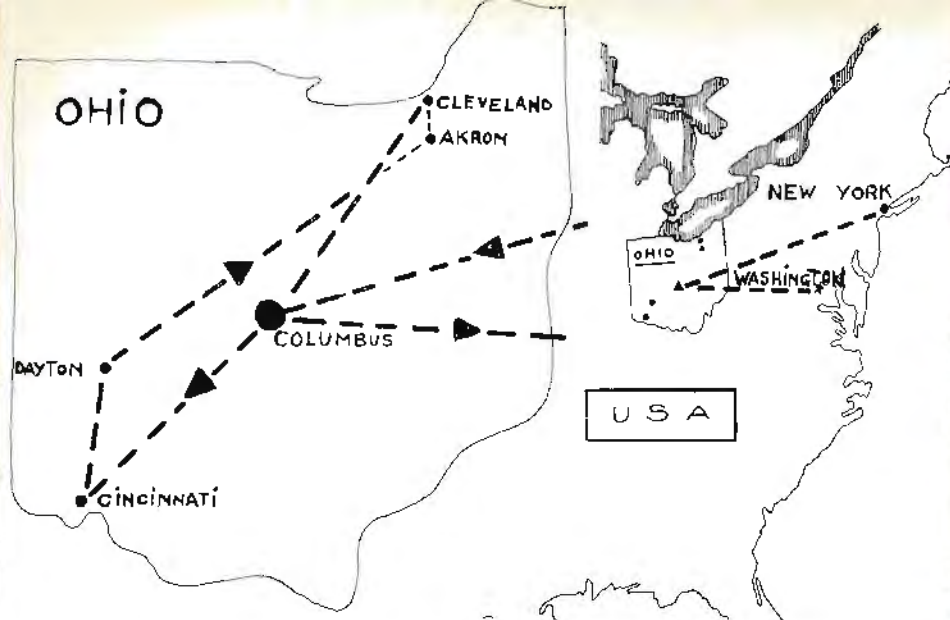 OHiO
CLEVELAND
AKRON
COLUMBUS
DAYTON
CiNCiNNATi
NEW YORK
OHIO
WASHINGTON
USA